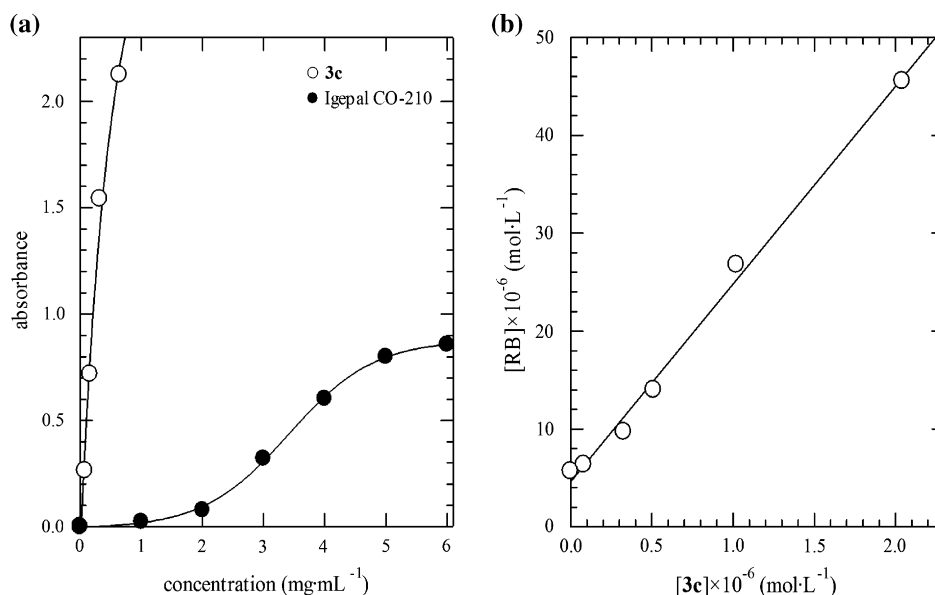 (a)
absorbance
2.0
1.5
1.0
0.5
0.0
3c
Igepal CO-210
0 1 2 3 4 5 6
concentration (mg·mL⁻¹)
(b)
[RB]×10⁻⁶ (mol·L⁻¹)
50
40
30
20
10
0
0.0 0.5 1.0 1.5 2.0
[3c]×10⁻⁶ (mol·L⁻¹)